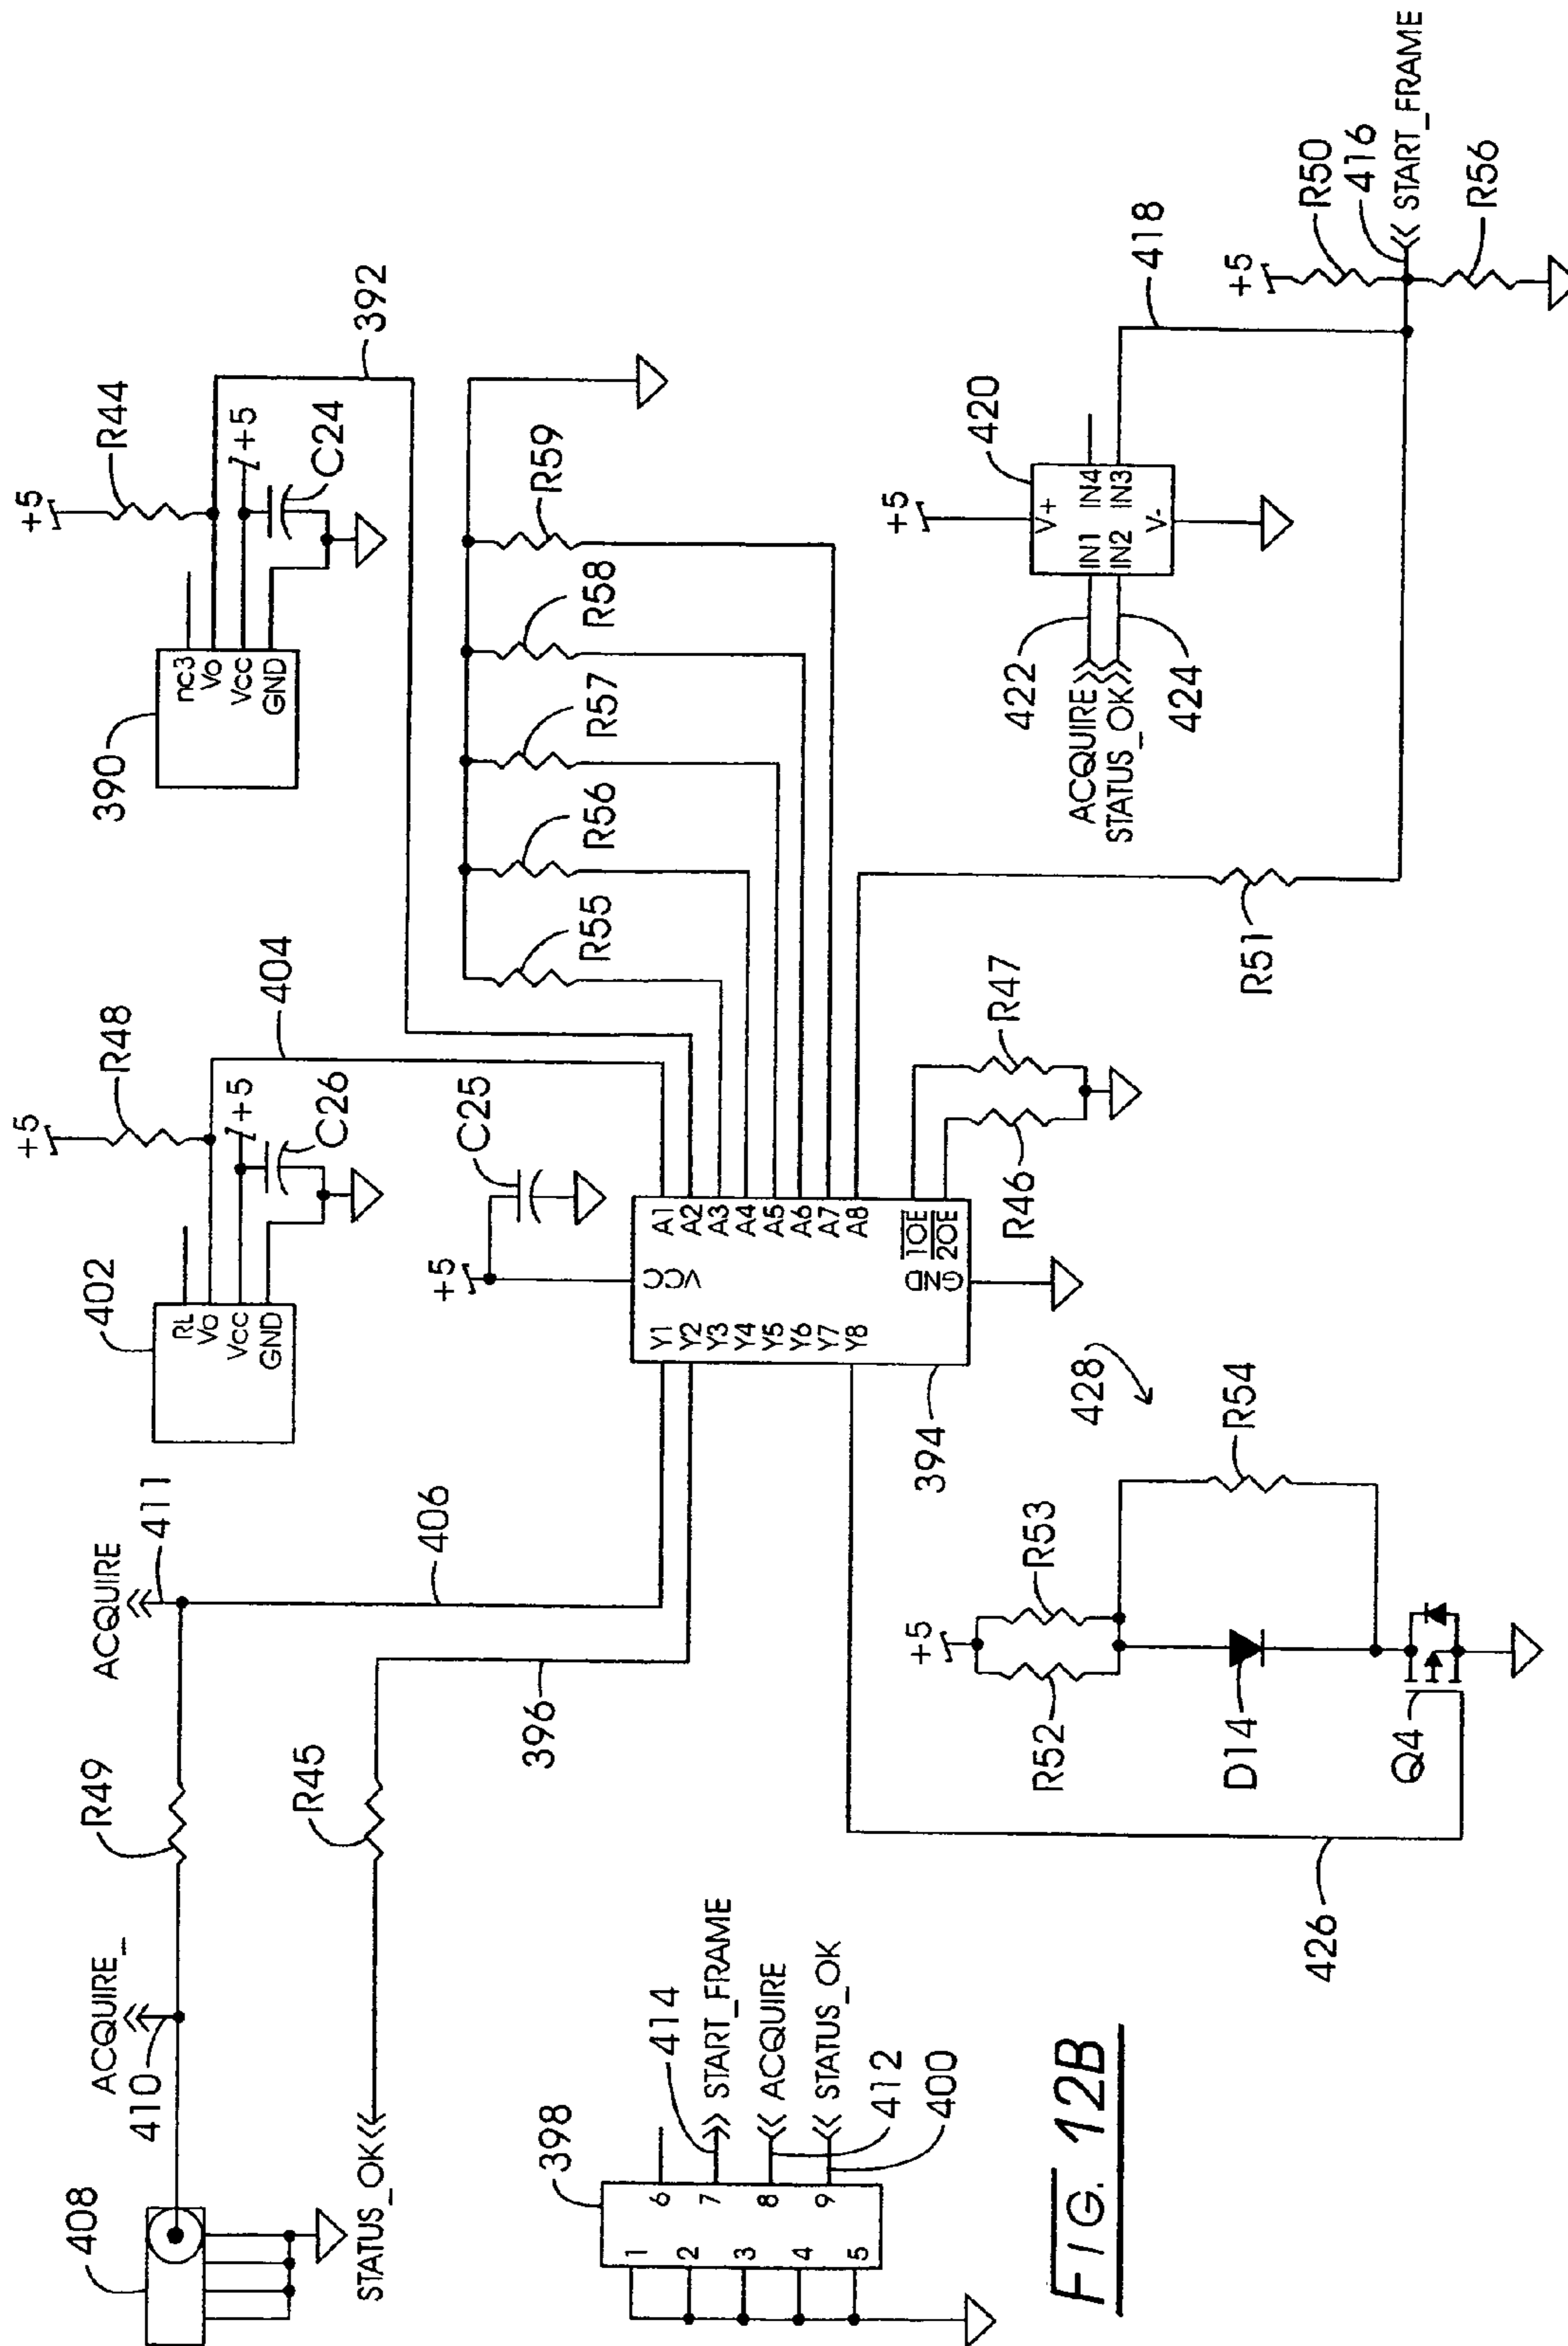 408
ACQUIRE_
410
R49
ACQUIRE
411
STATUS_OK
R45
396
406
402
RL
Vo
Vcc
GND
+5
R48
+5
C26
404
390
nc3
Vo
Vcc
GND
+5
R44
+5
C24
392
+5
C25
VCC
Y1
Y2
Y3
Y4
Y5
Y6
Y7
Y8
A1
A2
A3
A4
A5
A6
A7
A8
1OE
2OE
GND
394
R55
R56
R57
R58
R59
R46
R47
398
1
2
3
4
5
6
7
8
9
414
START_FRAME
ACQUIRE
STATUS_OK
412
400
426
428
+5
R52
R53
R54
D14
Q4
R51
ACQUIRE
STATUS_OK
422
424
+5
420
V+
IN1
IN2
IN4
IN3
V-
418
+5
R50
416
START_FRAME
R56
FIG. 12B